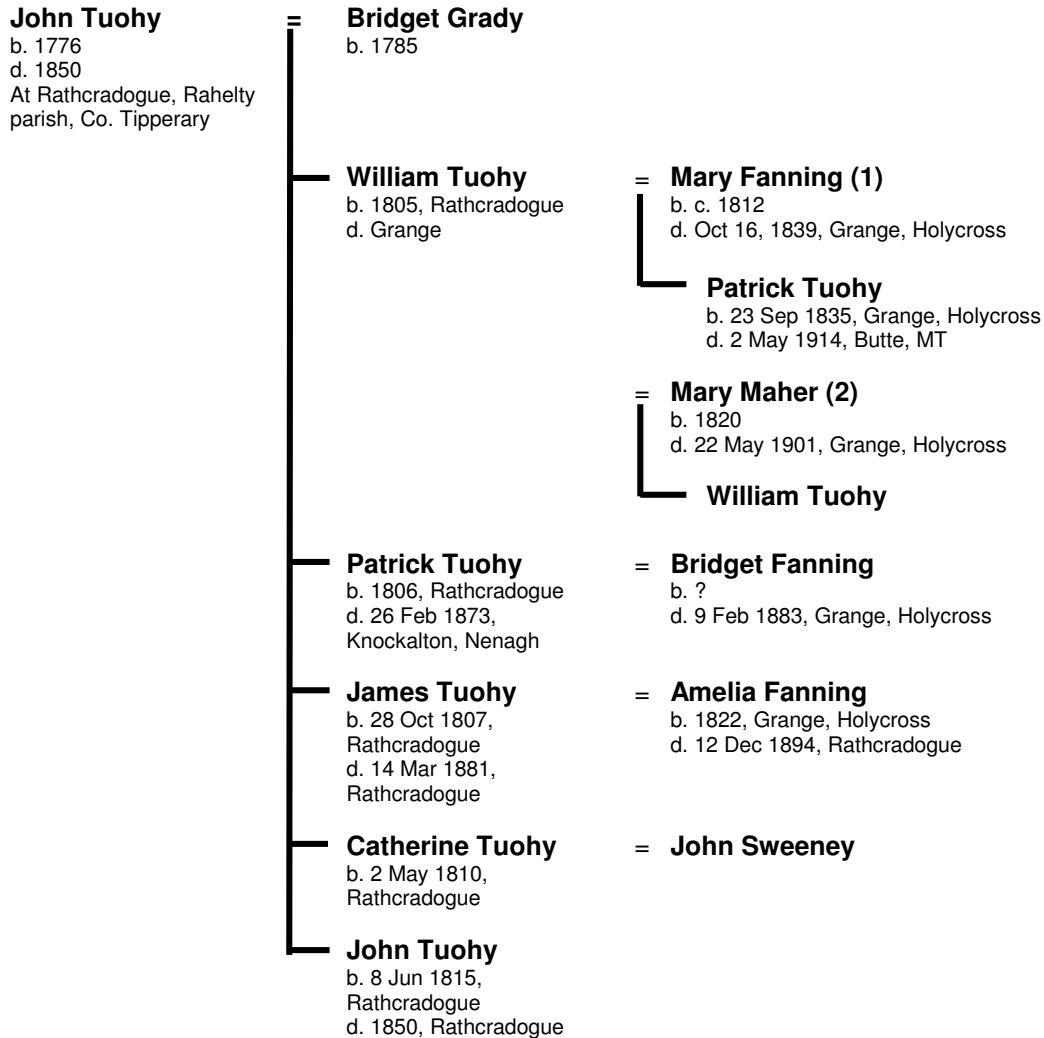 John Tuohy = Bridget Grady
b. 1776 b. 1785
d. 1850
At Rathcradogue, Rahelty
parish, Co. Tipperary
William Tuohy = Mary Fanning (1)
b. 1805, Rathcradogue b. c. 1812
d. Grange d. Oct 16, 1839, Grange, Holycross
Patrick Tuohy
b. 23 Sep 1835, Grange, Holycross
d. 2 May 1914, Butte, MT
= Mary Maher (2)
b. 1820
d. 22 May 1901, Grange, Holycross
William Tuohy
Patrick Tuohy = Bridget Fanning
b. 1806, Rathcradogue b. ?
d. 26 Feb 1873, d. 9 Feb 1883, Grange, Holycross
Knockalton, Nenagh
James Tuohy = Amelia Fanning
b. 28 Oct 1807, b. 1822, Grange, Holycross
Rathcradogue d. 12 Dec 1894, Rathcradogue
d. 14 Mar 1881,
Rathcradogue
Catherine Tuohy = John Sweeney
b. 2 May 1810,
Rathcradogue
John Tuohy
b. 8 Jun 1815,
Rathcradogue
d. 1850, Rathcradogue